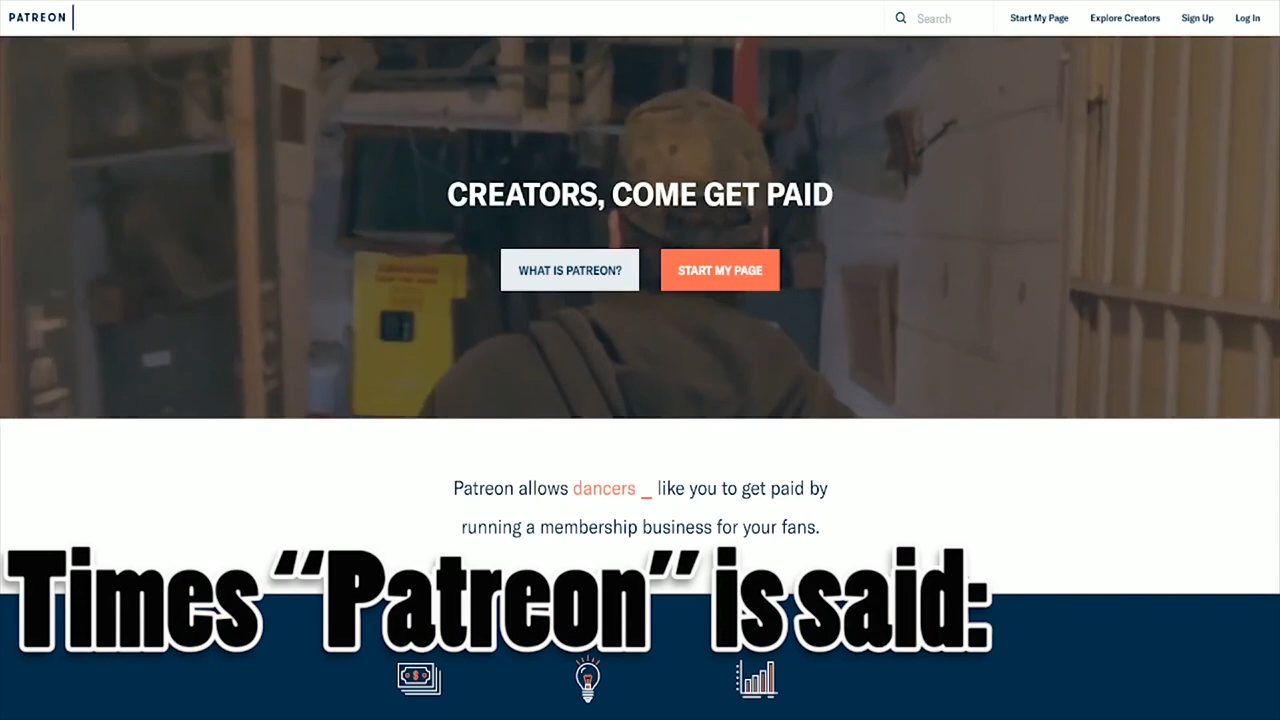 PATREON
Search
Start My Page
Explore Creators
Sign Up
Log In
CREATORS, COME GET PAID
WHAT IS PATREON?
START MY PAGE
Patreon allows dancers _ like you to get paid by
running a membership business for your fans.
Times “Patreon” is said:
$